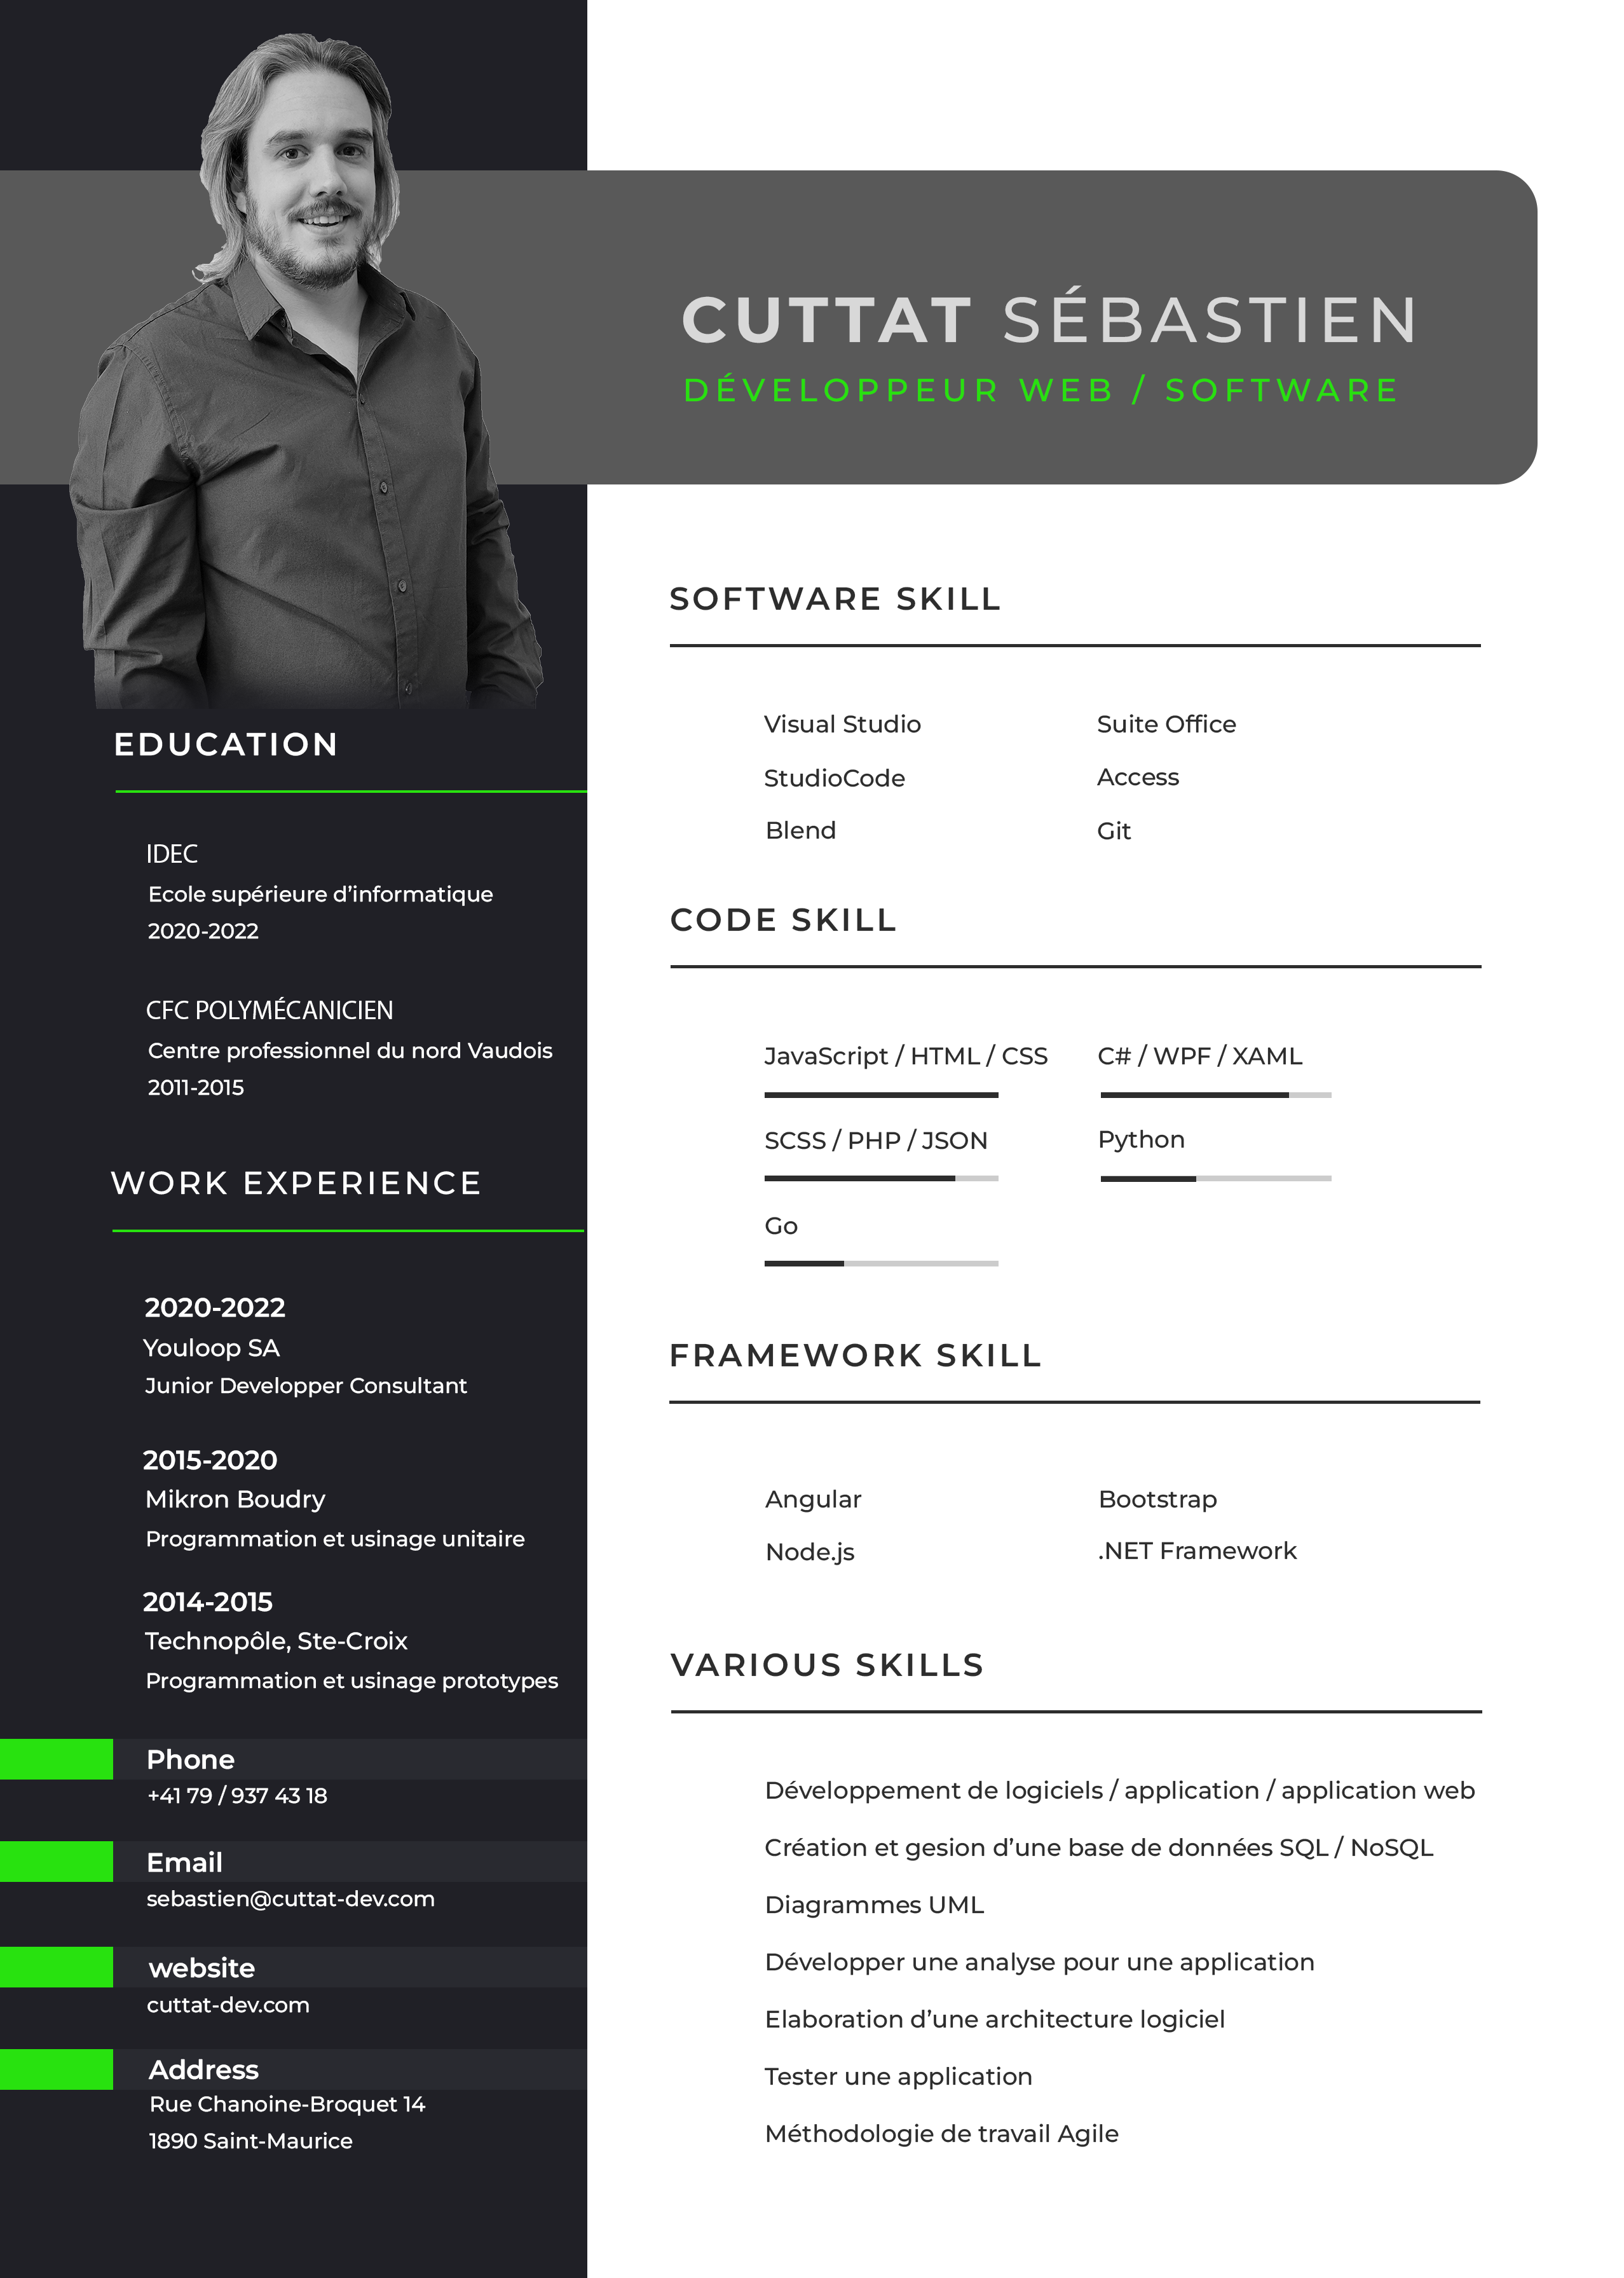 CUTTAT SÉBASTIEN
DÉVELOPPEUR WEB / SOFTWARE
EDUCATION
IDEC
Ecole supérieure d’informatique
2020-2022
CFC POLYMÉCANICIEN
Centre professionnel du nord Vaudois
2011-2015
WORK EXPERIENCE
2020-2022
Youloop SA
Junior Developper Consultant
2015-2020
Mikron Boudry
Programmation et usinage unitaire
2014-2015
Technopôle, Ste-Croix
Programmation et usinage prototypes
Phone
+41 79 / 937 43 18
Email
sebastien@cuttat-dev.com
website
cuttat-dev.com
Address
Rue Chanoine-Broquet 14
1890 Saint-Maurice
SOFTWARE SKILL
Visual Studio
Suite Office
StudioCode
Access
Blend
Git
CODE SKILL
JavaScript / HTML / CSS
C# / WPF / XAML
SCSS / PHP / JSON
Python
Go
FRAMEWORK SKILL
Angular
Bootstrap
Node.js
.NET Framework
VARIOUS SKILLS
Développement de logiciels / application / application web
Création et gesion d’une base de données SQL / NoSQL
Diagrammes UML
Développer une analyse pour une application
Elaboration d’une architecture logiciel
Tester une application
Méthodologie de travail Agile